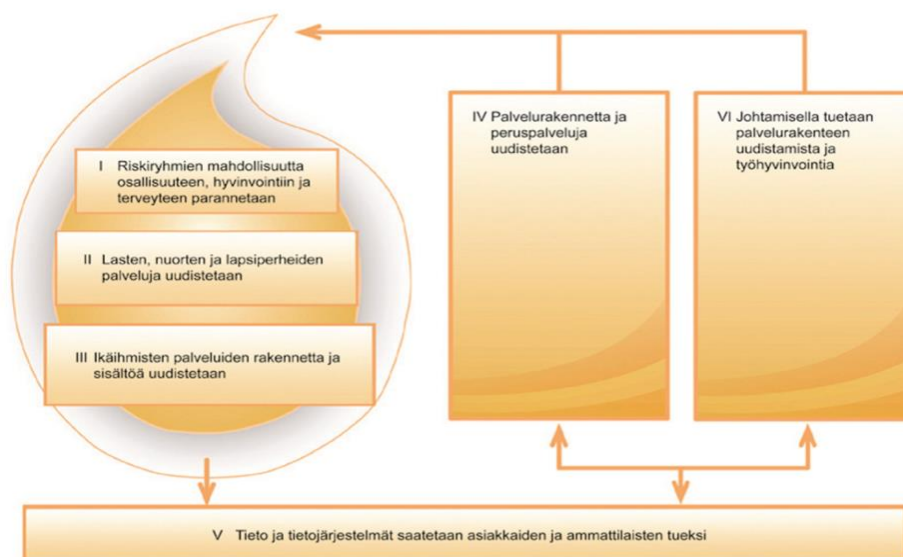 I Riskiryhmien mahdollisuutta
osallisuuteen, hyvinvointiin ja
terveyteen parannetaan
II Lasten, nuorten ja lapsiperheiden
palveluja uudistetaan
III Ikäihmisten palveluiden rakennetta ja
sisältöä uudistetaan
IV Palvelurakennetta ja
peruspalveluja
uudistetaan
VI Johtamisella tuetaan
palvelurakenteen
uudistamista ja
työhyvinvointia
V Tieto ja tietojärjestelmät saatetaan asiakkaiden ja ammattilaisten tueksi